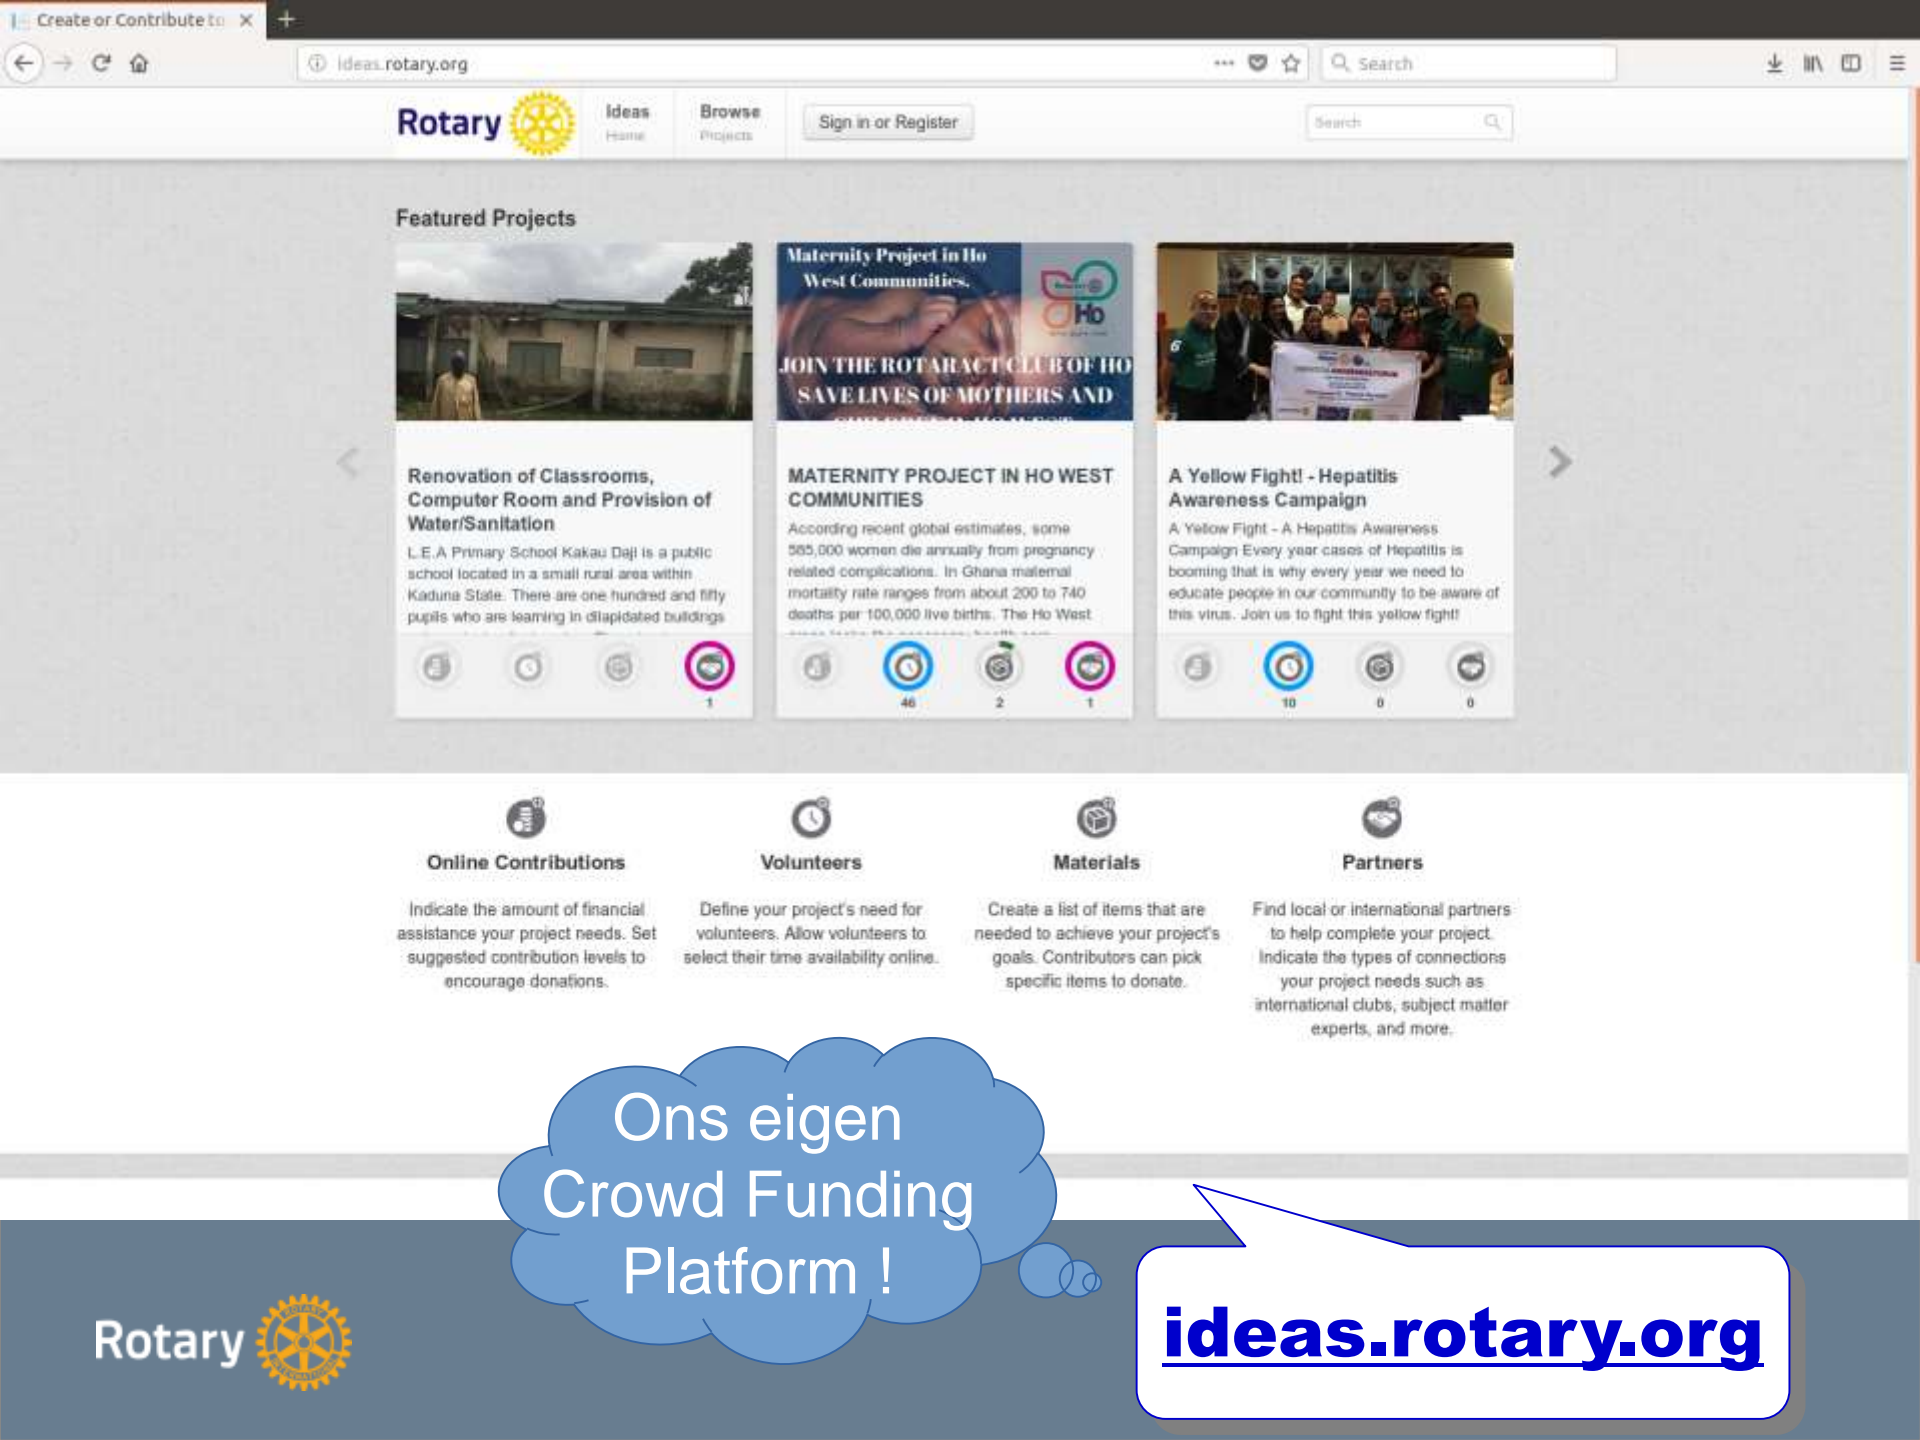 Create or Contribute to
ideas.rotary.org
Search
Rotary
Ideas
Home
Browse
Projects
Sign in or Register
Search
Featured Projects
Maternity Project in Ho
West Communities.
Ho
JOIN THE ROTARACT CLUB OF HO
SAVE LIVES OF MOTHERS AND
Renovation of Classrooms,
Computer Room and Provision of
Water/Sanitation
L.E.A Primary School Kakau Daji is a public
school located in a small rural area within
Kaduna State. There are one hundred and fifty
pupils who are learning in dilapidated buildings
1
MATERNITY PROJECT IN HO WEST
COMMUNITIES
According recent global estimates, some
585,000 women die annually from pregnancy
related complications. In Ghana maternal
mortality rate ranges from about 200 to 740
deaths per 100,000 live births. The Ho West
46
2
1
A Yellow Fight! - Hepatitis
Awareness Campaign
A Yellow Fight - A Hepatitis Awareness
Campaign Every year cases of Hepatitis is
booming that is why every year we need to
educate people in our community to be aware of
this virus. Join us to fight this yellow fight!
10
0
0
Online Contributions
Indicate the amount of financial
assistance your project needs. Set
suggested contribution levels to
encourage donations.
Volunteers
Define your project's need for
volunteers. Allow volunteers to
select their time availability online.
Materials
Create a list of items that are
needed to achieve your project's
goals. Contributors can pick
specific items to donate.
Partners
Find local or international partners
to help complete your project.
Indicate the types of connections
your project needs such as
international clubs, subject matter
experts, and more.
Ons eigen
Crowd Funding
Platform !
Rotary
ROTARY
INTERNATIONAL
ideas.rotary.org